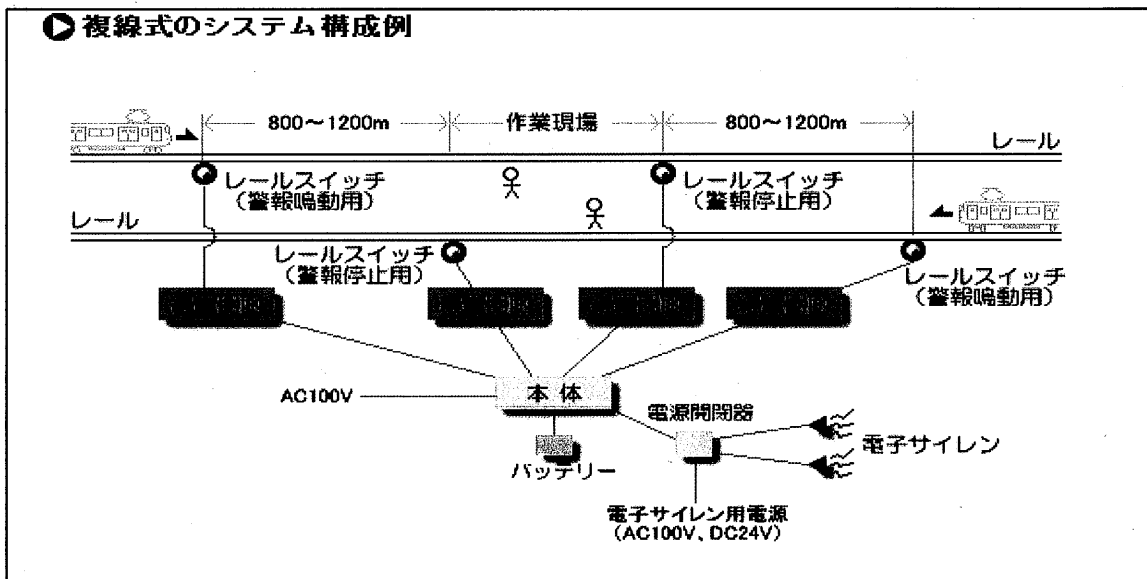 複線式のシステム構成例
800～1200m
作業現場
800～1200m
レール
レールスイッチ
（警報鳴動用）
レールスイッチ
（警報停止用）
レール
レールスイッチ
（警報停止用）
レールスイッチ
（警報鳴動用）
AC100V
本体
電源開閉器
バッテリー
電子サイレン
電子サイレン用電源
（AC100V、DC24V）